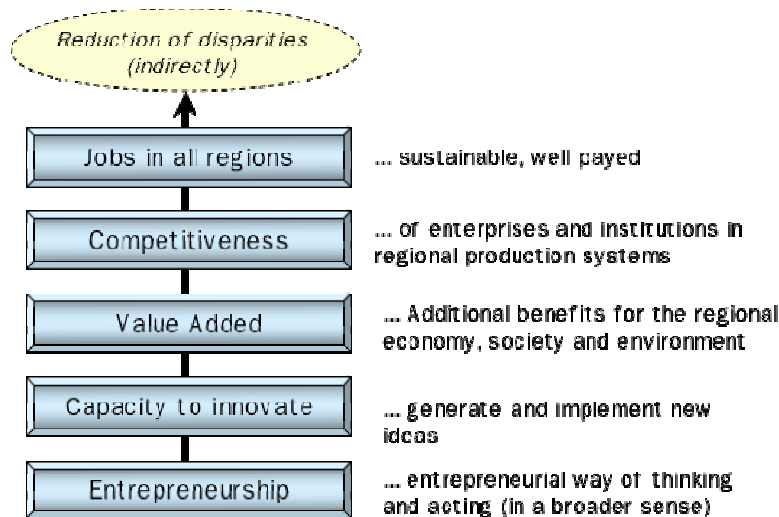 Reduction of disparities
(indirectly)
Jobs in all regions
... sustainable, well payed
Competitiveness
... of enterprises and institutions in
regional production systems
Value Added
... Additional benefits for the regional
economy, society and environment
Capacity to innovate
... generate and implement new
ideas
Entrepreneurship
... entrepreneurial way of thinking
and acting (in a broader sense)